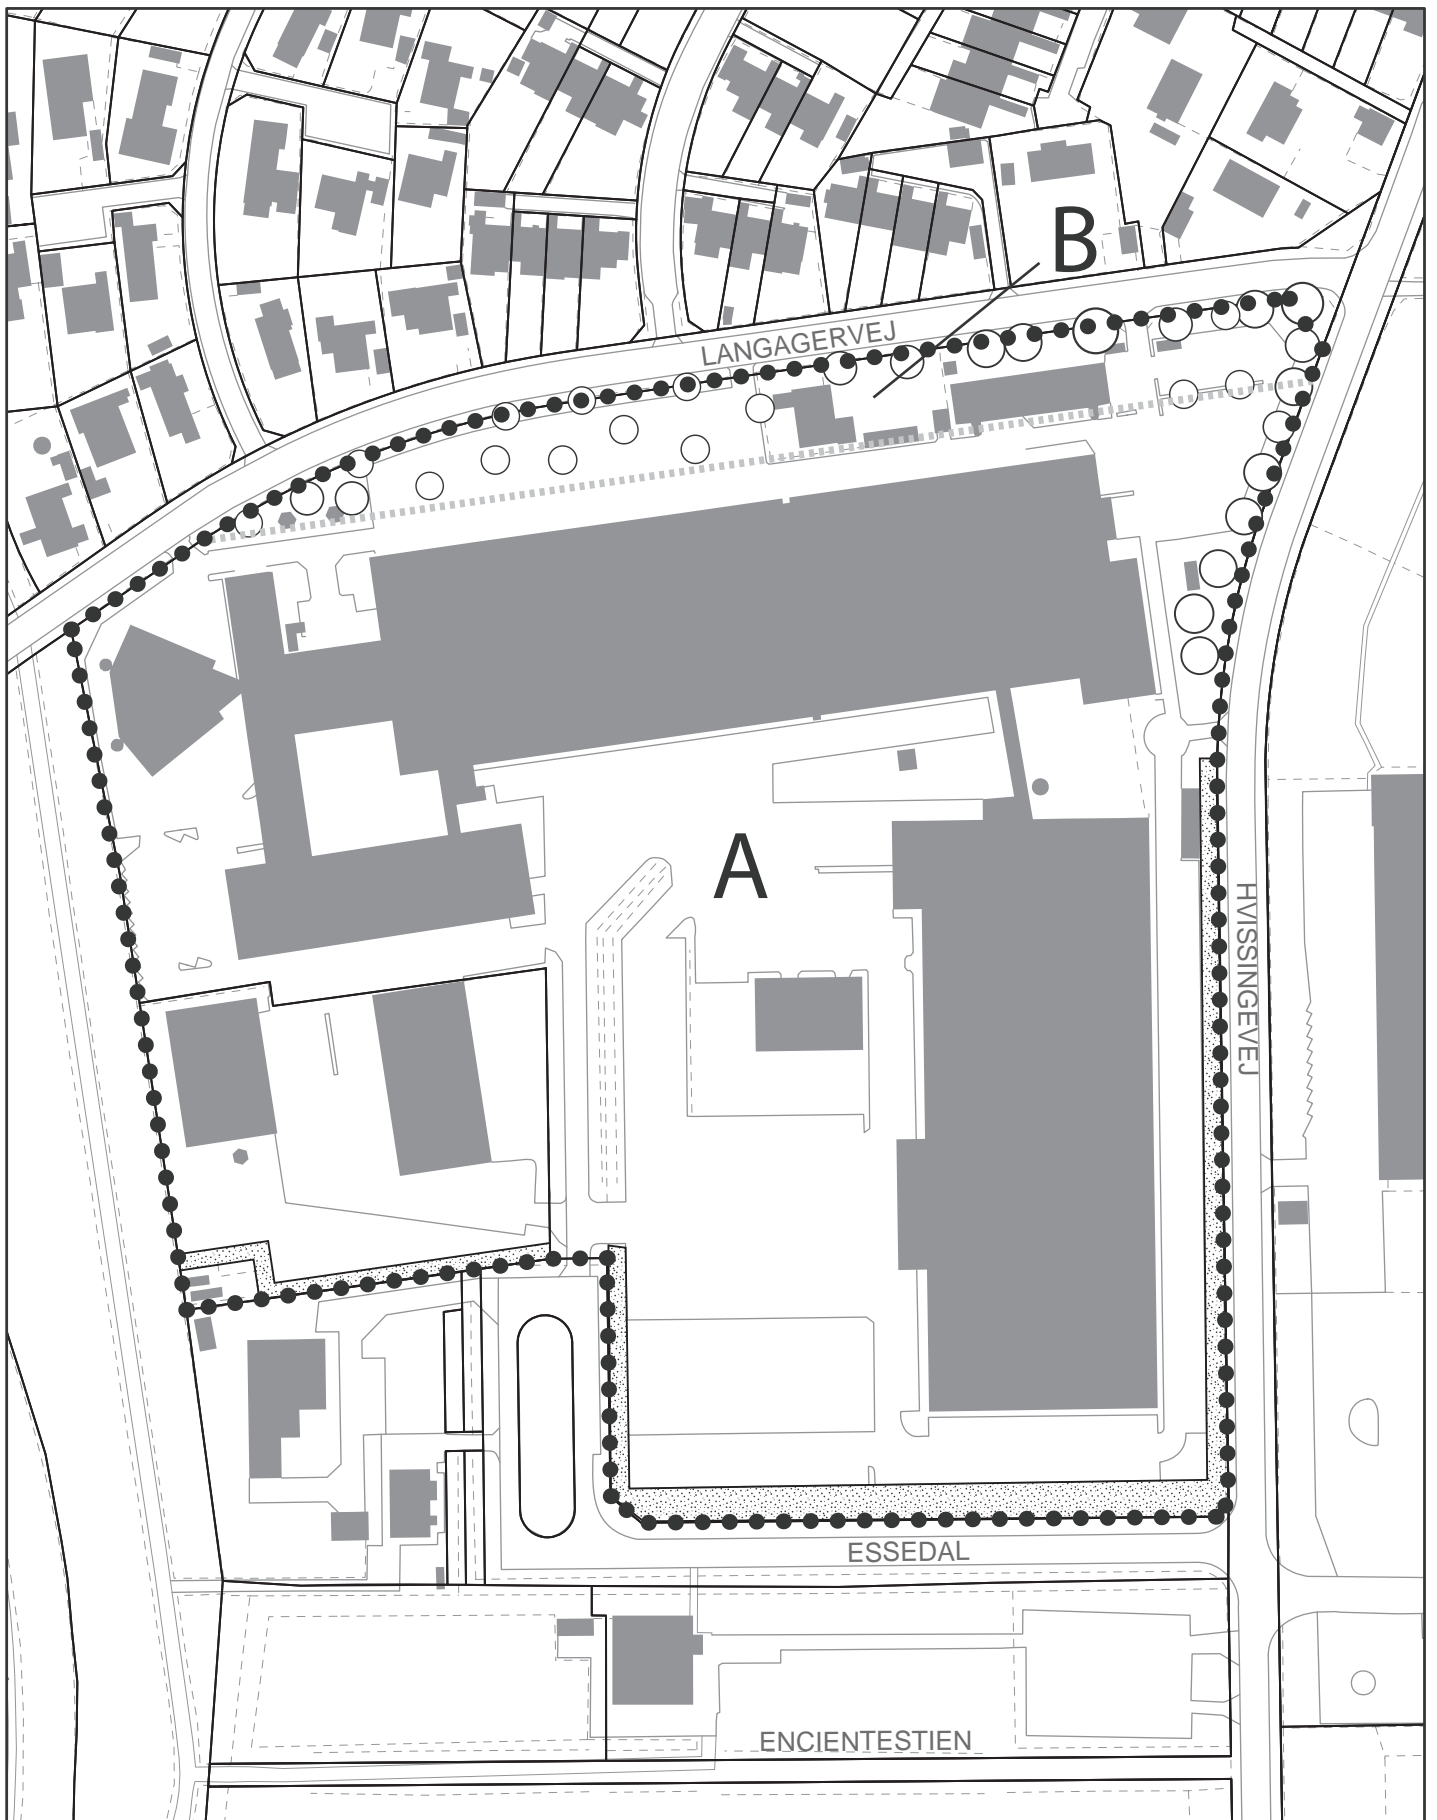 B
LANGAGERVEJ
A
HVISSINGEVEJ
ESSEDAL
ENCIENTESTIEN